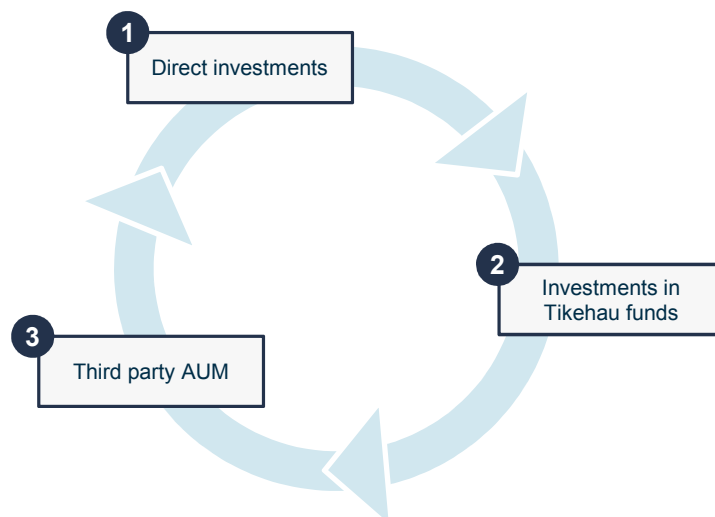 1
Direct investments
2
Investments in
Tikehau funds
3
Third party AUM